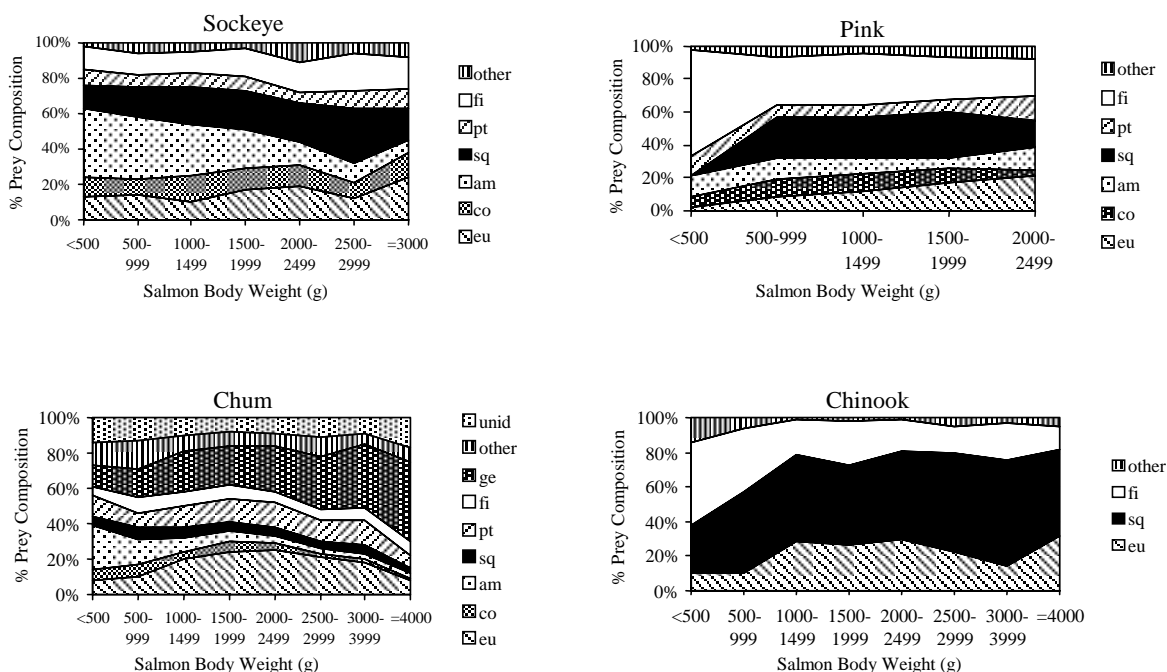 Sockeye
% Prey Composition
100%
80%
60%
40%
20%
0%
<500
500-
999
1000-
1499
1500-
1999
2000-
2499
2500-
2999
=3000
Salmon Body Weight (g)
other
fi
pt
sq
am
co
eu
Pink
% Prey Composition
100%
80%
60%
40%
20%
0%
<500
500-999
1000-
1499
1500-
1999
2000-
2499
Salmon Body Weight (g)
other
fi
pt
sq
am
co
eu
Chum
% Prey Composition
100%
80%
60%
40%
20%
0%
<500
500-
999
1000-
1499
1500-
1999
2000-
2499
2500-
2999
3000-
3999
=4000
Salmon Body Weight (g)
unid
other
ge
fi
pt
sq
am
co
eu
Chinook
% Prey Composition
100%
80%
60%
40%
20%
0%
<500
500-
999
1000-
1499
1500-
1999
2000-
2499
2500-
2999
3000-
3999
=4000
Salmon Body Weight (g)
other
fi
sq
eu